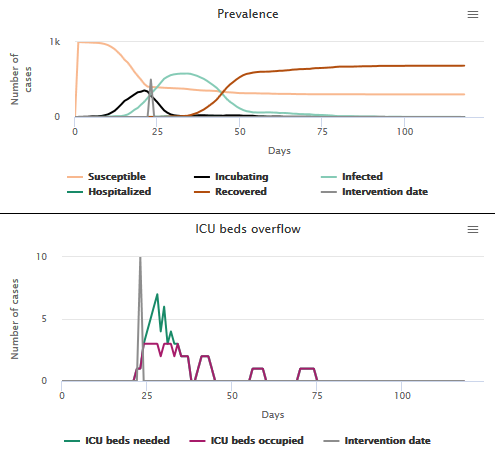 Prevalence
1k
0
Number of
cases
0
25
50
75
100
Days
Susceptible
Incubating
Infected
Hospitalized
Recovered
Intervention date
ICU beds overflow
10
5
0
Number of cases
0
25
50
75
100
Days
ICU beds needed
ICU beds occupied
Intervention date